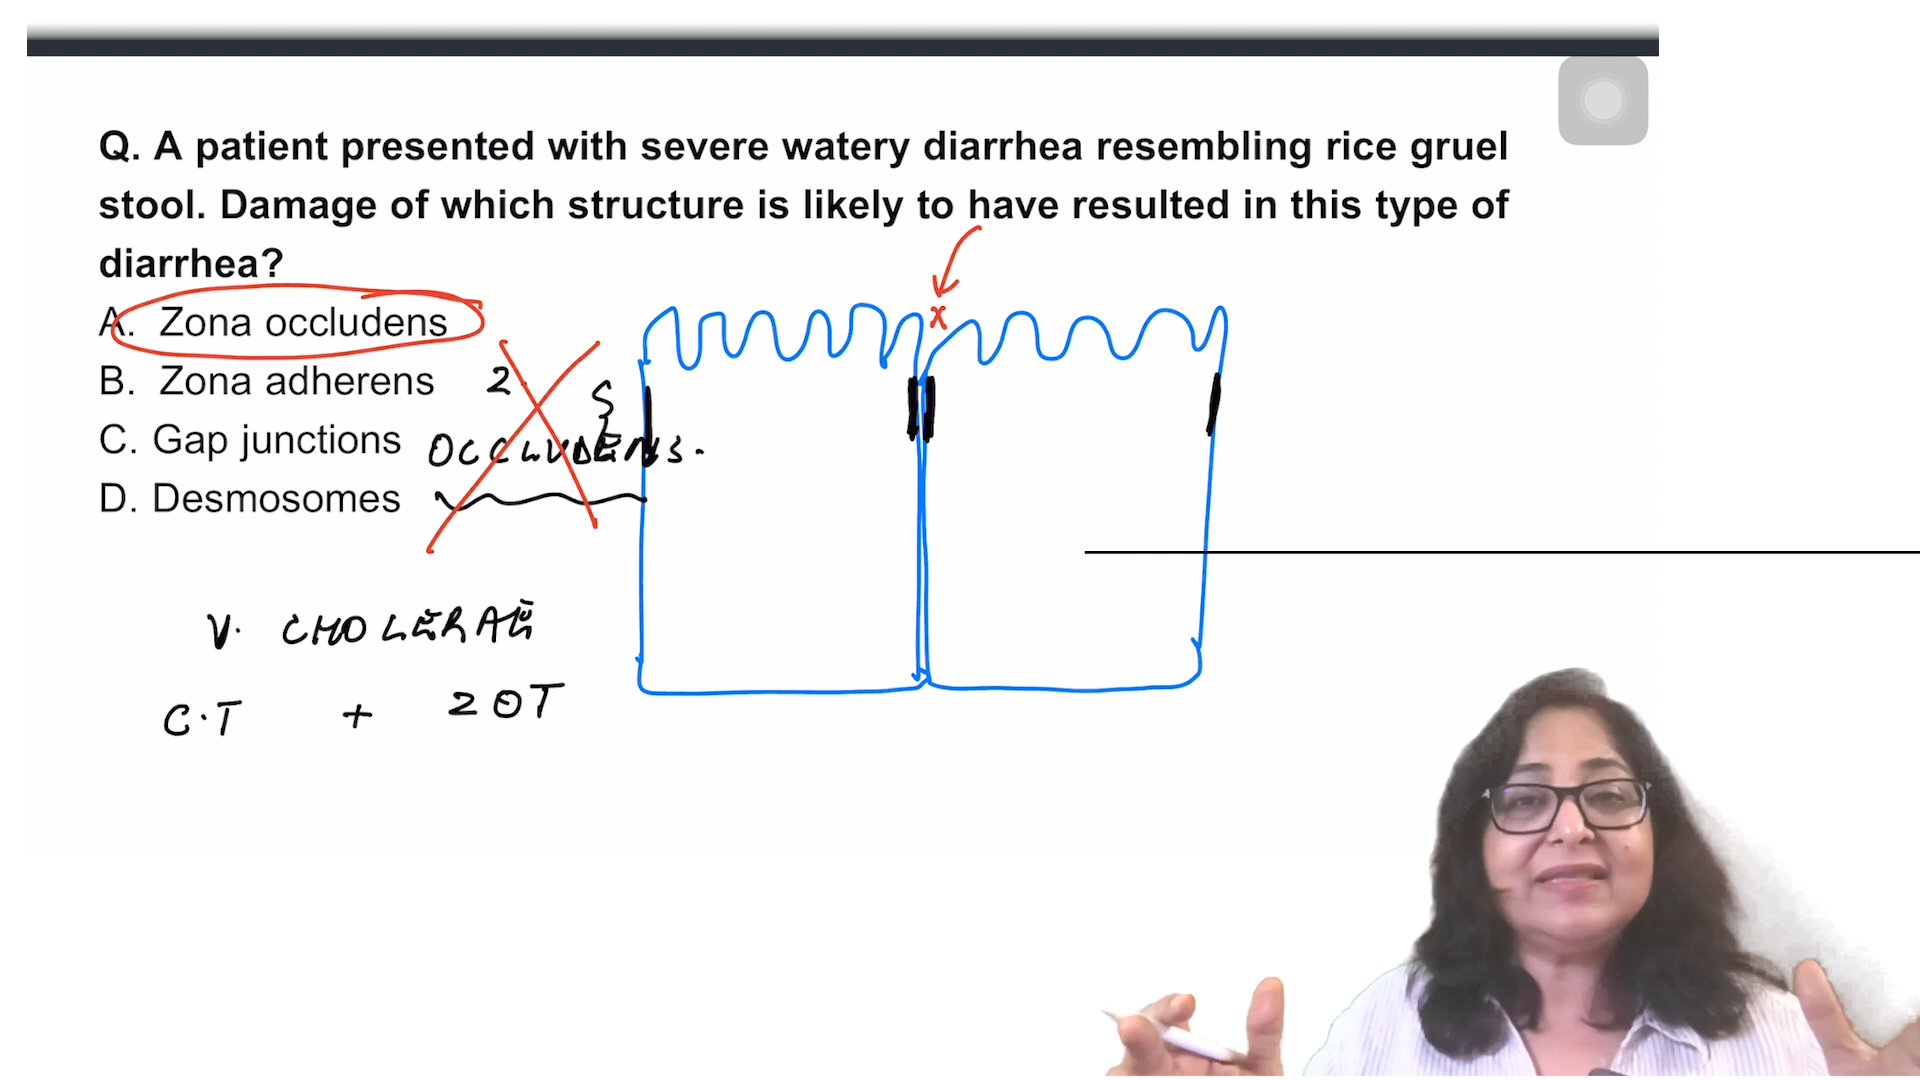 Q. A patient presented with severe watery diarrhea resembling rice gruel
stool. Damage of which structure is likely to have resulted in this type of
diarrhea?
A. Zona occludens
B. Zona adherens
C. Gap junctions
D. Desmosomes
2.
OCCLUDENS.
V. CHOLERAE
C.T + ZOT
x